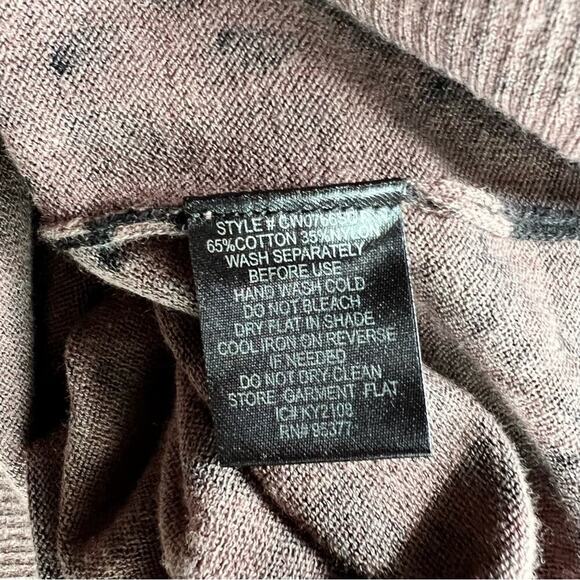 STYLE #
65%COTTON 35%
WASH SEPARATELY
BEFORE USE
HAND WASH COLD
DO NOT BLEACH
DRY FLAT IN SHADE
COOL IRON ON REVERSE
IF NEEDED
DO NOT DRY CLEAN
STORE GARMENT FLAT
IC# KY2108
RN# 95377